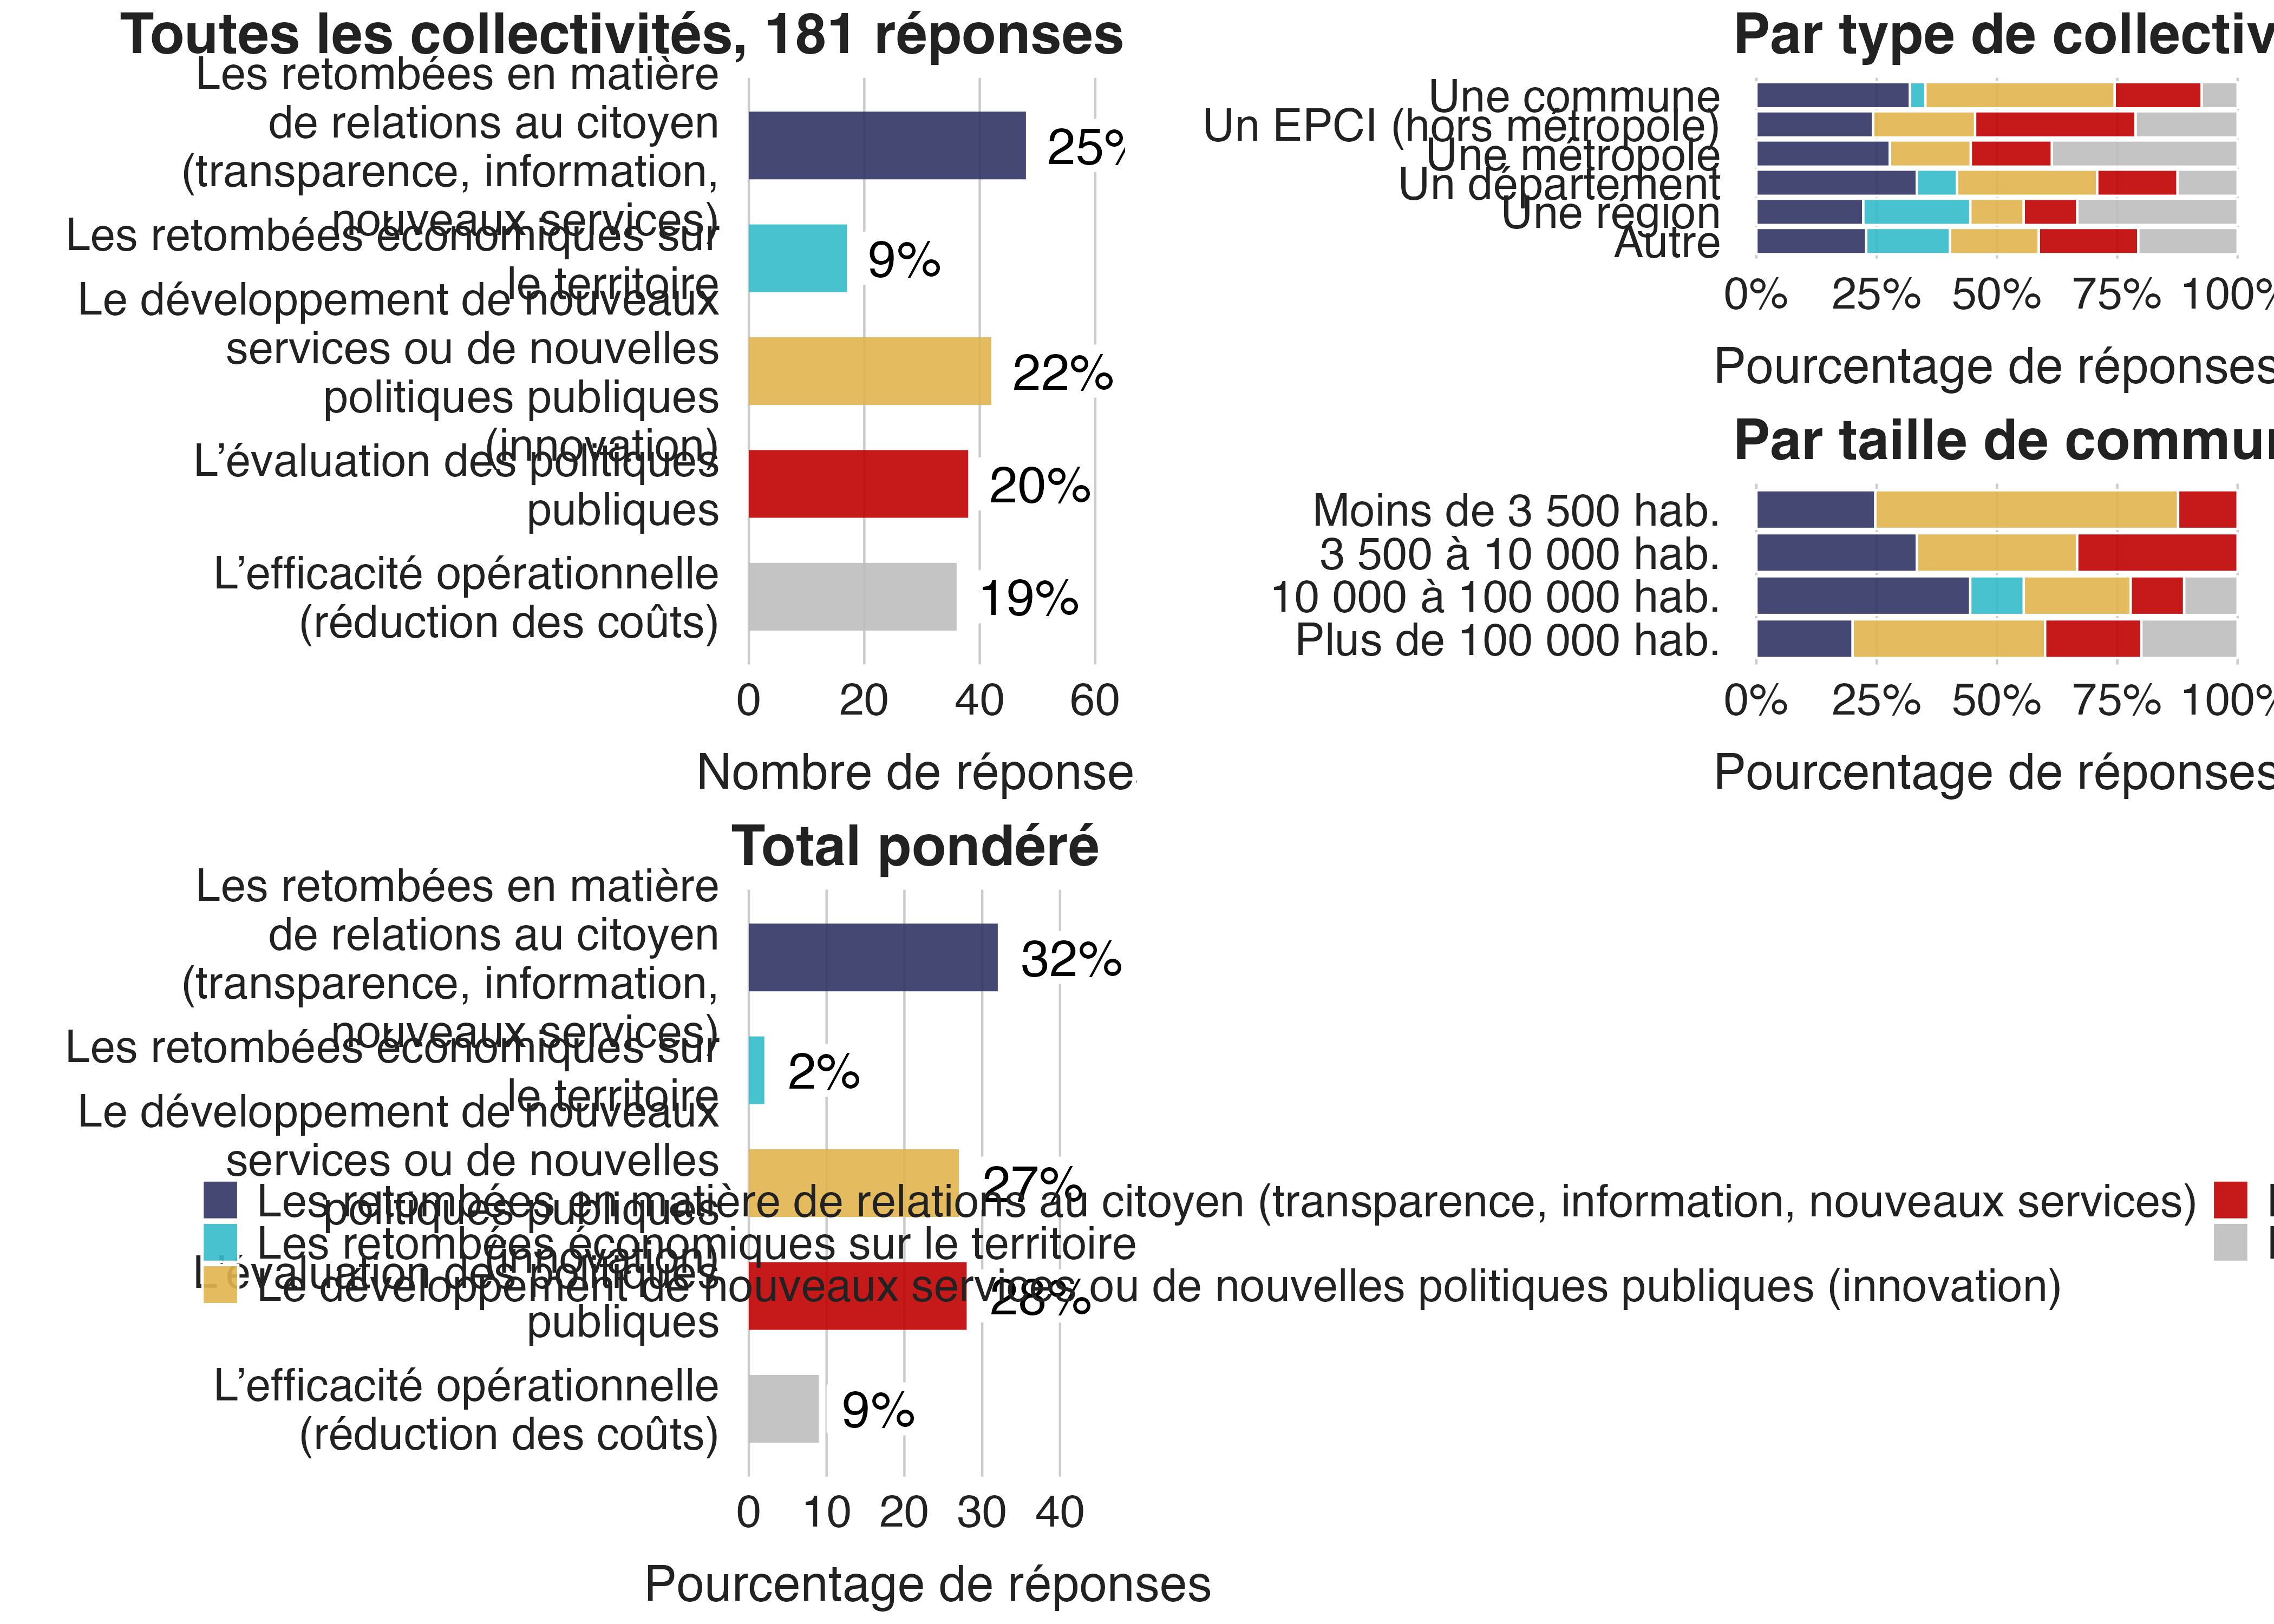 Toutes les collectivités, 181 réponses
Les retombées en matière
de relations au citoyen
(transparence, information,
nouveaux services)
Les retombées économiques sur
le territoire
Le développement de nouveaux
services ou de nouvelles
politiques publiques
(innovation)
L’évaluation des politiques
publiques
L’efficacité opérationnelle
(réduction des coûts)
25%
9%
22%
20%
19%
0 20 40 60
Nombre de réponse
Par type de collectiv
Une commune
Un EPCI (hors métropole)
Une métropole
Un département
Une région
Autre
0% 25% 50% 75% 100%
Pourcentage de réponses
Par taille de commun
Moins de 3 500 hab.
3 500 à 10 000 hab.
10 000 à 100 000 hab.
Plus de 100 000 hab.
0% 25% 50% 75% 100%
Pourcentage de réponses
Total pondéré
Les retombées en matière
de relations au citoyen
(transparence, information,
nouveaux services)
Les retombées économiques sur
le territoire
Le développement de nouveaux
services ou de nouvelles
politiques publiques
(innovation)
L’évaluation des politiques
publiques
L’efficacité opérationnelle
(réduction des coûts)
32%
2%
27%
28%
9%
0 10 20 30 40
Pourcentage de réponses
Les retombées en matière de relations au citoyen (transparence, information, nouveaux services)
Les retombées économiques sur le territoire
Le développement de nouveaux services ou de nouvelles politiques publiques (innovation)